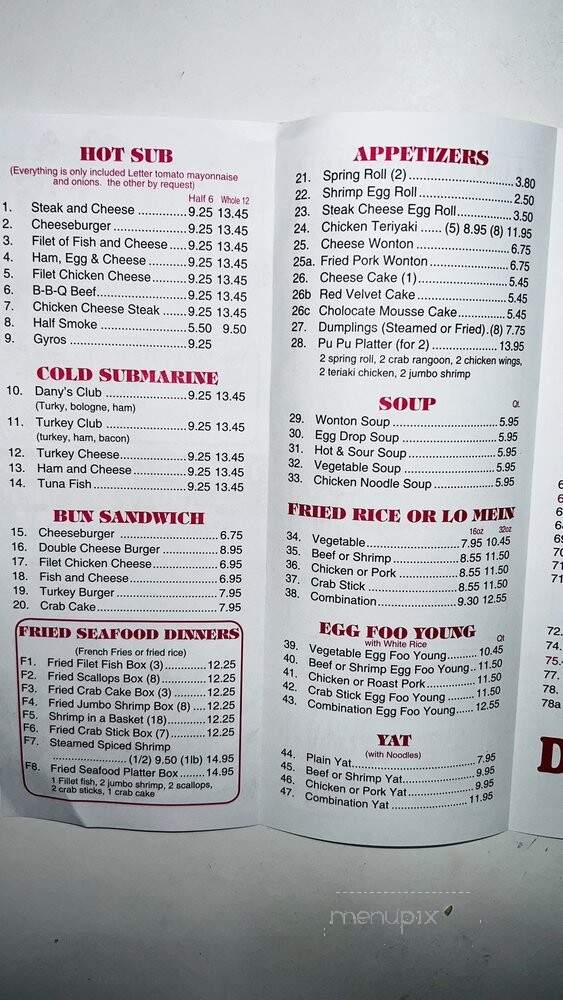 HOT SUB
(Everything is only included Letter tomato mayonnaise
and onions. the other by request)
Half 6 Whole 12
1. Steak and Cheese ............9.25 13.45
2. Cheeseburger ..................9.25 13.45
3. Filet of Fish and Cheese ....9.25 13.45
4. Ham, Egg & Cheese .........9.25 13.45
5. Filet Chicken Cheese.........9.25 13.45
6. B-B-Q Beef......................9.25 13.45
7. Chicken Cheese Steak ......9.25 13.45
8. Half Smoke .....................5.50 9.50
9. Gyros .............................9.25
COLD SUBMARINE
10. Dany's Club .....................9.25 13.45
(Turky, bologne, ham)
11. Turkey Club .....................9.25 13.45
(turkey, ham, bacon)
12. Turkey Cheese..................9.25 13.45
13. Ham and Cheese..............9.25 13.45
14. Tuna Fish........................9.25 13.45
BUN SANDWICH
15. Cheeseburger ........................6.75
16. Double Cheese Burger ...........8.95
17. Filet Chicken Cheese..............6.95
18. Fish and Cheese....................6.95
19. Turkey Burger........................7.95
20. Crab Cake............................7.95
FRIED SEAFOOD DINNERS
(French Fries or fried rice)
F1. Fried Filet Fish Box (3)...........12.25
F2. Fried Scallops Box (8)...........12.25
F3. Fried Crab Cake Box (3) ........12.25
F4. Fried Jumbo Shrimp Box (8) ....12.25
F5. Shrimp in a Basket (18)..........12.25
F6. Fried Crab Stick Box (7) .........12.25
F7. Steamed Spiced Shrimp
...................... (1/2) 9.50 (1lb) 14.95
F8. Fried Seafood Platter Box.......14.95
1 Fillet fish, 2 jumbo shrimp, 2 scallops,
2 crab sticks, 1 crab cake
APPETIZERS
21. Spring Roll (2) ........................3.80
22. Shrimp Egg Roll.....................2.50
23. Steak Cheese Egg Roll............3.50
24. Chicken Teriyaki ...... (5) 8.95 (8) 11.95
25. Cheese Wonton .....................6.75
25a. Fried Pork Wonton.................6.75
26. Cheese Cake (1) ....................5.45
26b Red Velvet Cake ....................5.45
26c Cholocate Mousse Cake...........5.45
27. Dumplings (Steamed or Fried).(8) 7.75
28. Pu Pu Platter (for 2) ...............13.95
2 spring roll, 2 crab rangoon, 2 chicken wings,
2 teriaki chicken, 2 jumbo shrimp
SOUP
Qt.
29. Wonton Soup ........................5.95
30. Egg Drop Soup ......................5.95
31. Hot & Sour Soup ....................5.95
32. Vegetable Soup .....................5.95
33. Chicken Noodle Soup .............5.95
FRIED RICE OR LO MEIN
16oz 32oz
34. Vegetable.....................7.95 10.45
35. Beef or Shrimp...............8.55 11.50
36. Chicken or Pork .............8.55 11.50
37. Crab Stick .....................8.55 11.50
38. Combination..................9.30 12.55
EGG FOO YOUNG
with White Rice
Qt
39. Vegetable Egg Foo Young........10.45
40. Beef or Shrimp Egg Foo Young..11.50
41. Chicken or Roast Pork.............11.50
42. Crab Stick Egg Foo Young .......11.50
43. Combination Egg Foo Young.....12.55
YAT
(with Noodles)
44. Plain Yat..............................7.95
45. Beef or Shrimp Yat.................9.95
46. Chicken or Pork Yat ...............9.95
47. Combination Yat ...................11.95
70
71
71
72.
74.
75.
77.
78.
78a
D
menupix